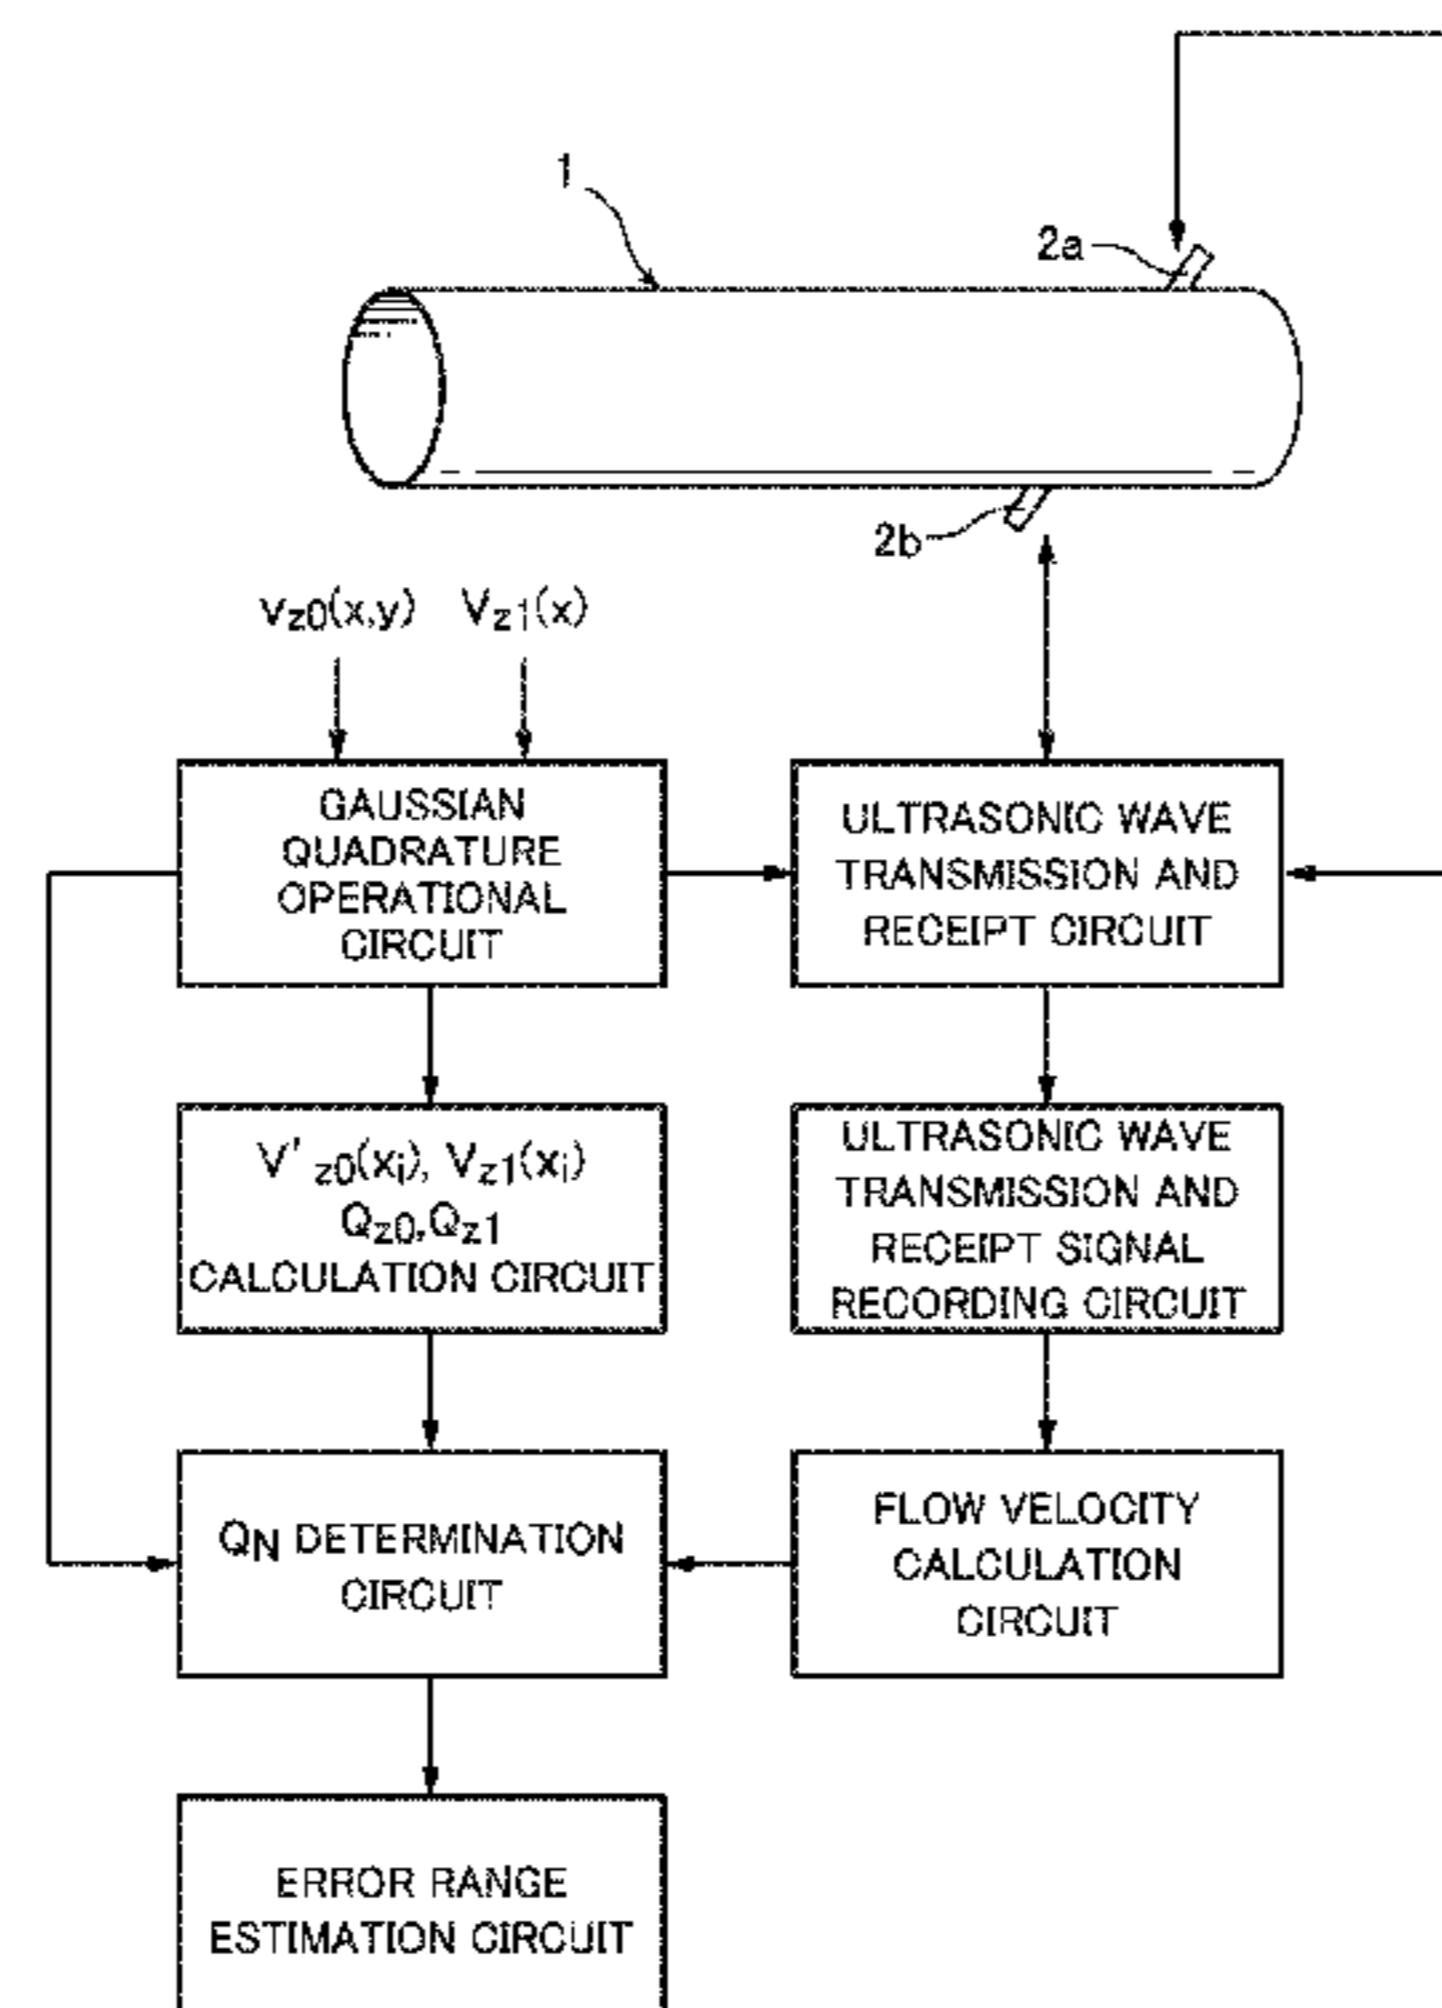 1
2a
2b
vz0(x,y) Vz1(x)
GAUSSIAN
QUADRATURE
OPERATIONAL
CIRCUIT
ULTRASONIC WAVE
TRANSMISSION AND
RECEIPT CIRCUIT
V'z0(xi), Vz1(xi)
Qz0,Qz1
CALCULATION CIRCUIT
ULTRASONIC WAVE
TRANSMISSION AND
RECEIPT SIGNAL
RECORDING CIRCUIT
QN DETERMINATION
CIRCUIT
FLOW VELOCITY
CALCULATION
CIRCUIT
ERROR RANGE
ESTIMATION CIRCUIT